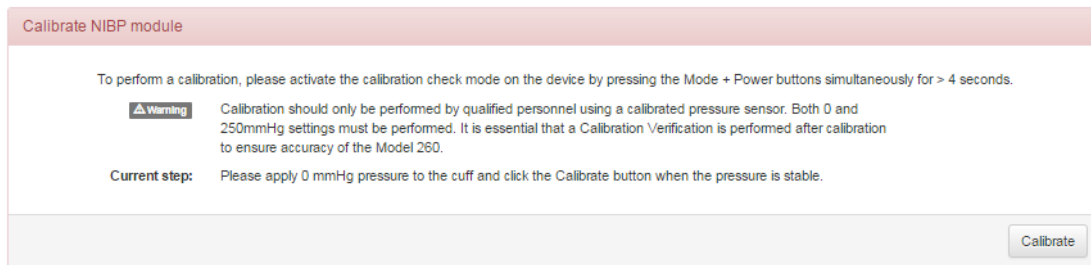 Calibrate NIBP module
To perform a calibration, please activate the calibration check mode on the device by pressing the Mode + Power buttons simultaneously for > 4 seconds.
Warning Calibration should only be performed by qualified personnel using a calibrated pressure sensor. Both 0 and
250mmHg settings must be performed. It is essential that a Calibration Verification is performed after calibration
to ensure accuracy of the Model 260.
Current step: Please apply 0 mmHg pressure to the cuff and click the Calibrate button when the pressure is stable.
Calibrate